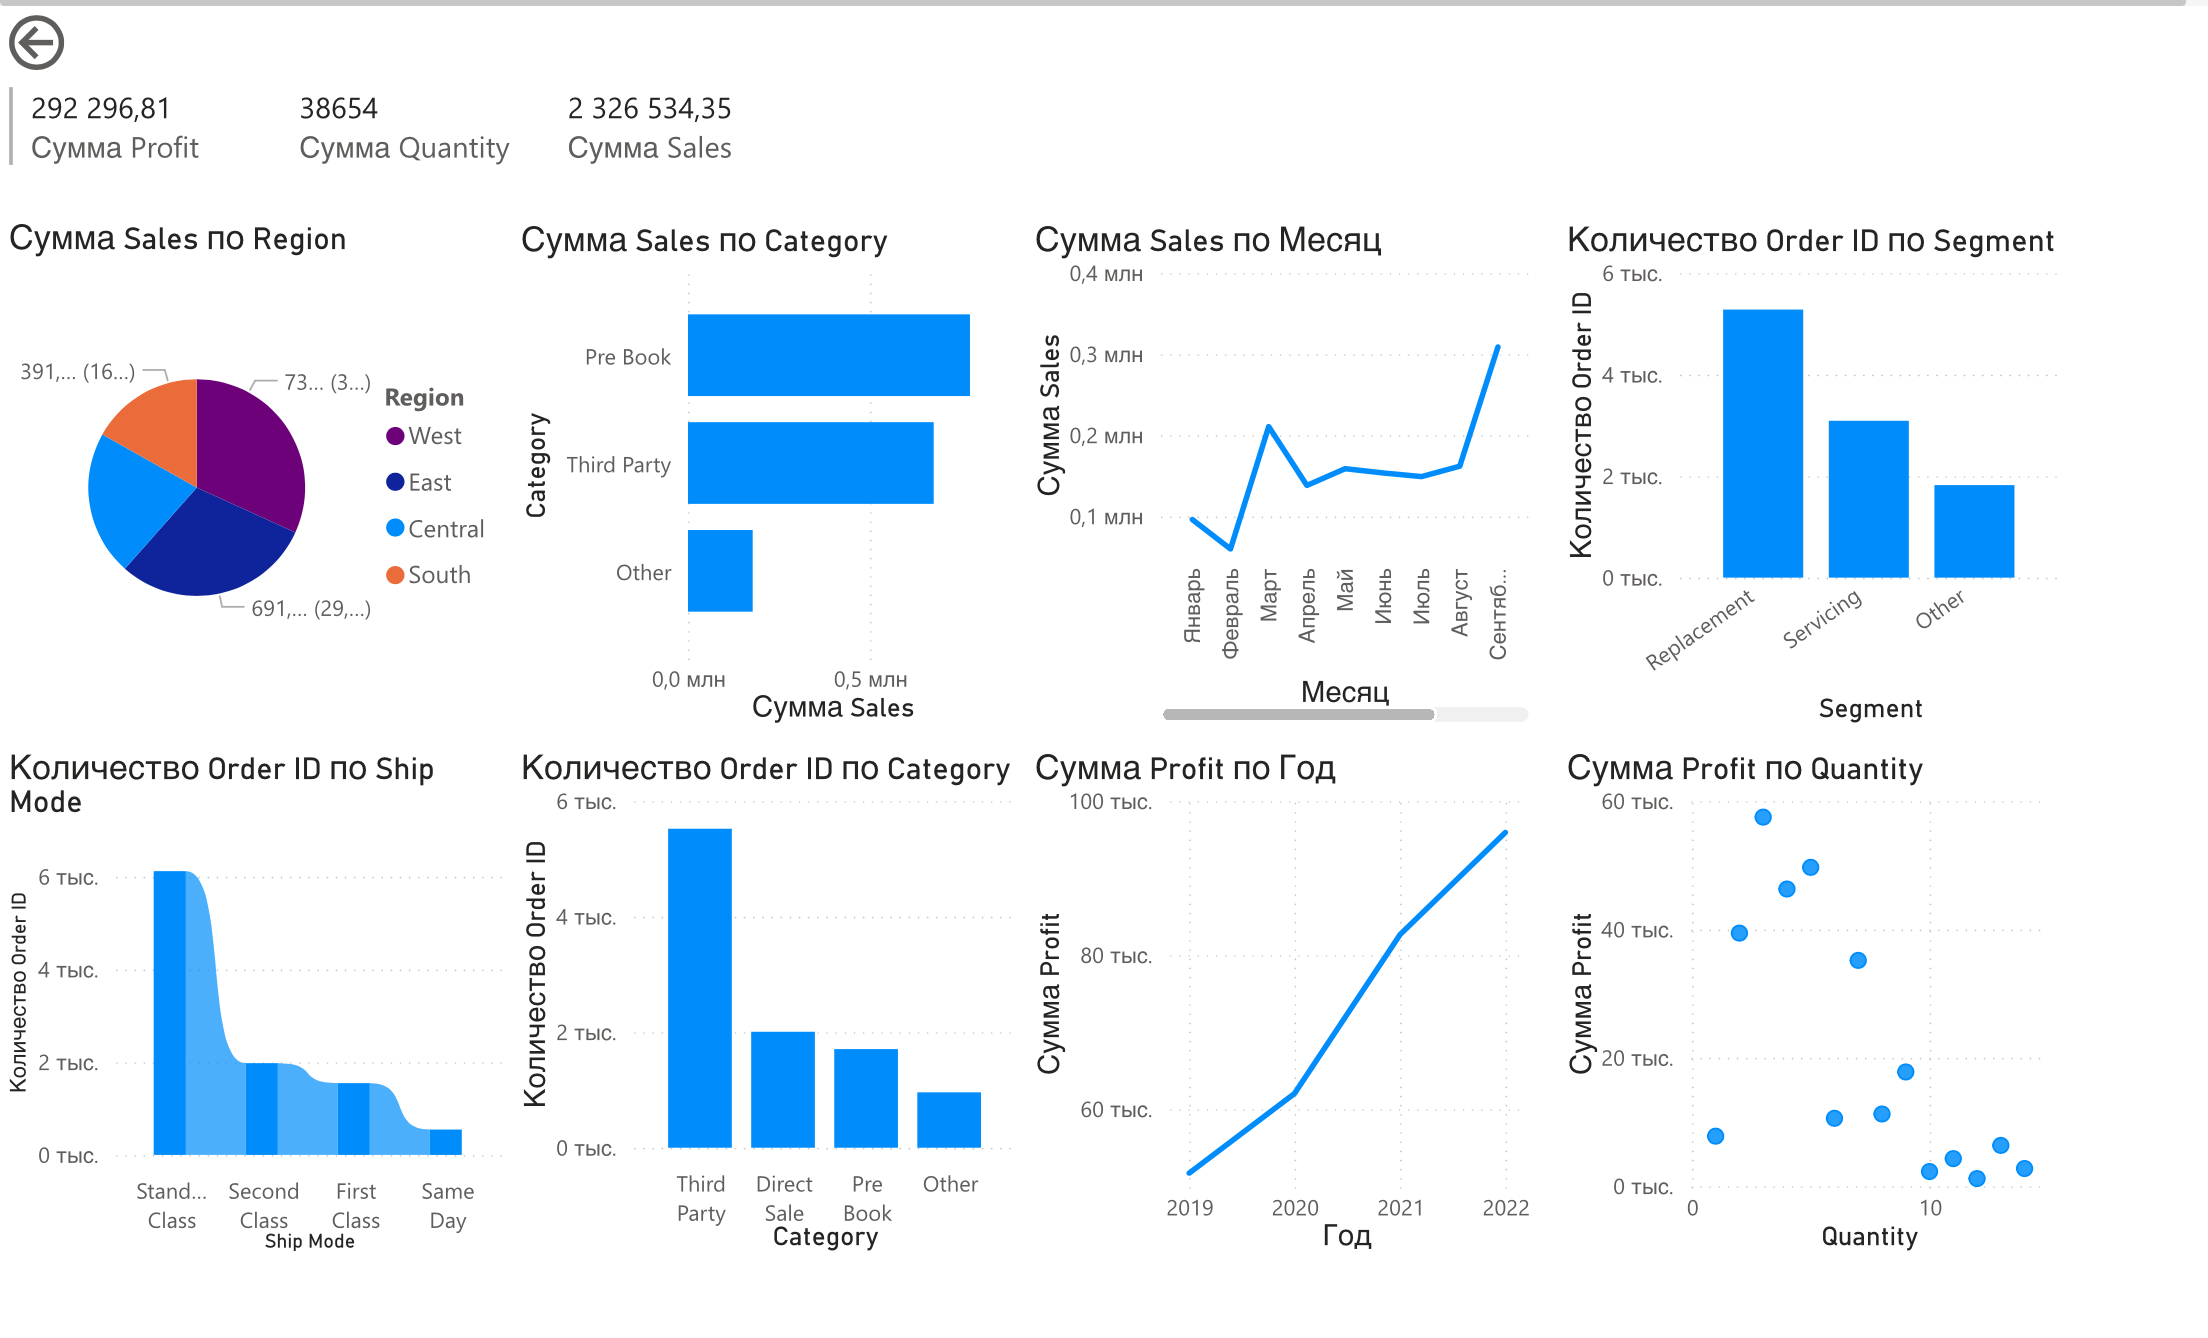 292 296,81
Сумма Profit
38654
Сумма Quantity
2 326 534,35
Сумма Sales
Сумма Sales по Region
391,... (16...)
73... (3...)
691,... (29,...)
Region
West
East
Central
South
Сумма Sales по Category
Category
Pre Book
Third Party
Other
0,0 млн
0,5 млн
Сумма Sales
Сумма Sales по Месяц
Сумма Sales
0,4 млн
0,3 млн
0,2 млн
0,1 млн
Январь
Февраль
Март
Апрель
Май
Июнь
Июль
Август
Сентяб...
Месяц
Количество Order ID по Segment
Количество Order ID
6 тыс.
4 тыс.
2 тыс.
0 тыс.
Replacement
Servicing
Other
Segment
Количество Order ID по Ship
Mode
Количество Order ID
6 тыс.
4 тыс.
2 тыс.
0 тыс.
Stand...
Class
Second
Class
First
Class
Same
Day
Ship Mode
Количество Order ID по Category
Количество Order ID
6 тыс.
4 тыс.
2 тыс.
0 тыс.
Third
Party
Direct
Sale
Pre
Book
Other
Category
Сумма Profit по Год
Сумма Profit
100 тыс.
80 тыс.
60 тыс.
2019
2020
2021
2022
Год
Сумма Profit по Quantity
Сумма Profit
60 тыс.
40 тыс.
20 тыс.
0 тыс.
0
10
Quantity